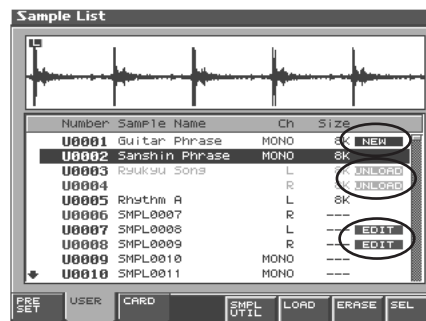 Sample List
L
Number Sample Name Ch Size
U0001 Guitar Phrase MONO 8K NEW
U0002 Sanshin Phrase MONO 8K
U0003 Ryukyu Song L 8K UNLOAD
U0004 R 8K UNLOAD
U0005 Rhythm A L 8K
U0006 SMPL0007 R ---
U0007 SMPL0008 L --- EDIT
U0008 SMPL0009 R --- EDIT
U0009 SMPL0010 MONO ---
U0010 SMPL0011 MONO ---
PRE SET USER CARD SMPL UTIL LOAD ERASE SEL